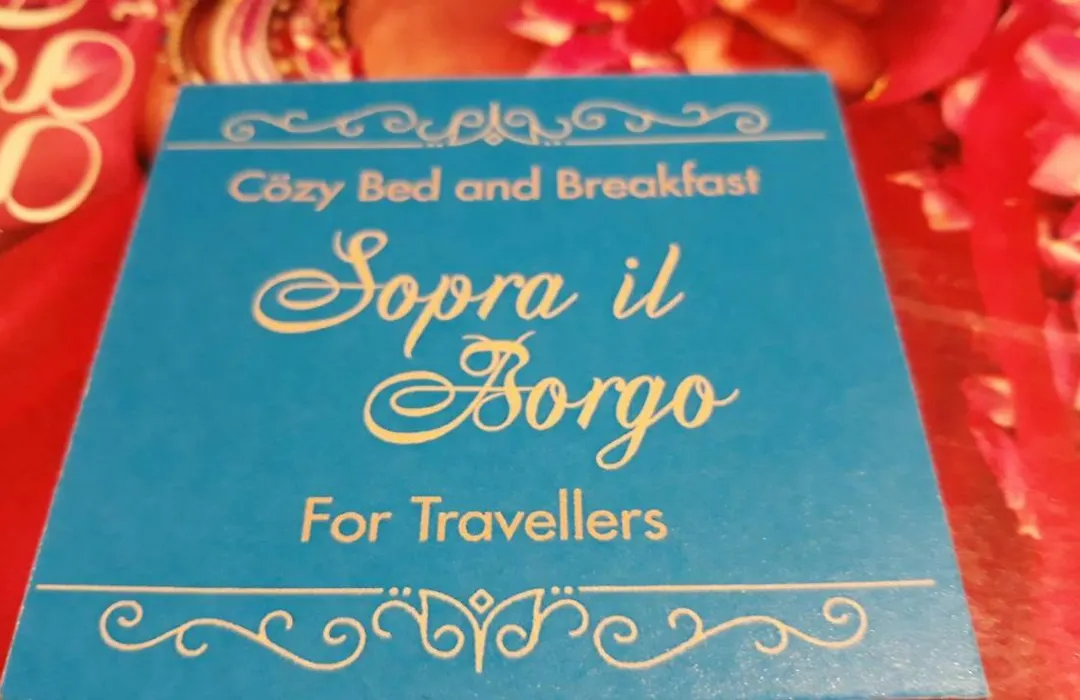 Cözy Bed and Breakfast
Sopra il
Borgo
For Travellers